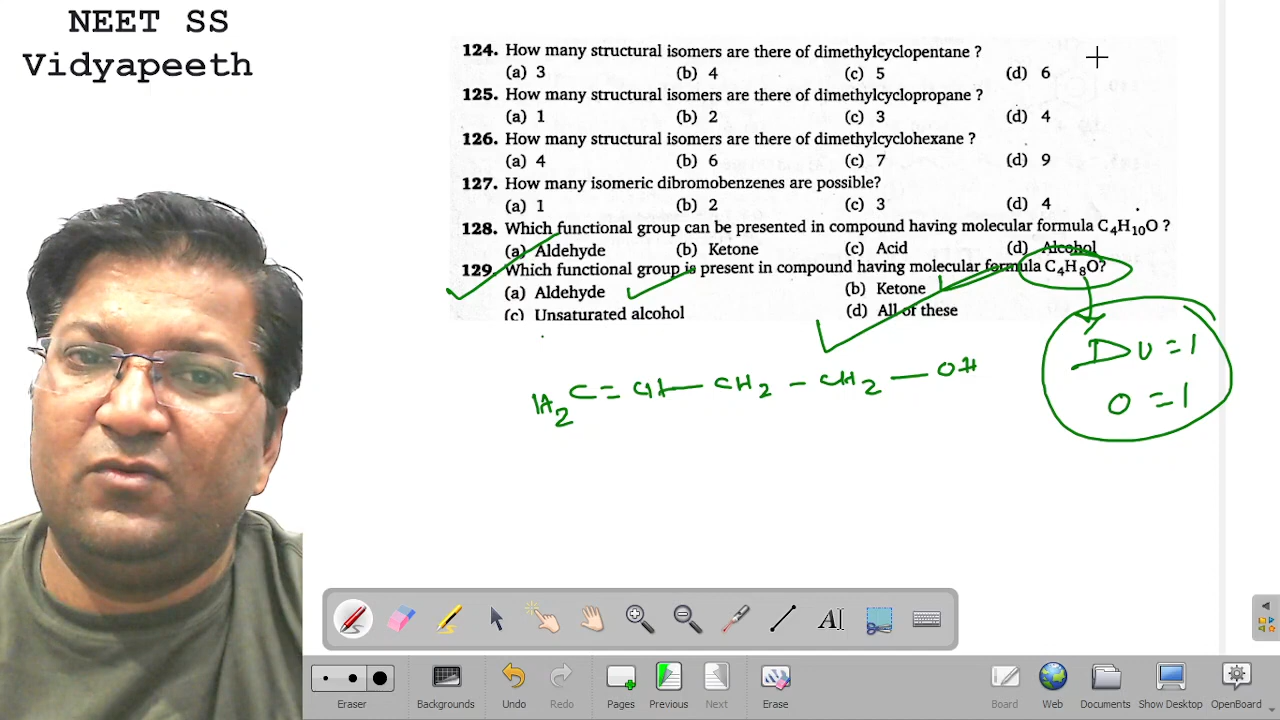 NEET SS
Vidyapeeth
124. How many structural isomers are there of dimethylcyclopentane ?
(a) 3 (b) 4 (c) 5 (d) 6
125. How many structural isomers are there of dimethylcyclopropane ?
(a) 1 (b) 2 (c) 3 (d) 4
126. How many structural isomers are there of dimethylcyclohexane ?
(a) 4 (b) 6 (c) 7 (d) 9
127. How many isomeric dibromobenzenes are possible?
(a) 1 (b) 2 (c) 3 (d) 4
128. Which functional group can be presented in compound having molecular formula C₄H₁₀O ?
(a) Aldehyde (b) Ketone (c) Acid (d) Alcohol
129. Which functional group is present in compound having molecular formula C₄H₈O?
(a) Aldehyde (b) Ketone
(c) Unsaturated alcohol (d) All of these
DU = 1
O = 1
H₂C = CH — CH₂ — CH₂ — OH
Eraser Backgrounds Undo Redo Pages Previous Next Erase Board Web Documents Show Desktop OpenBoard